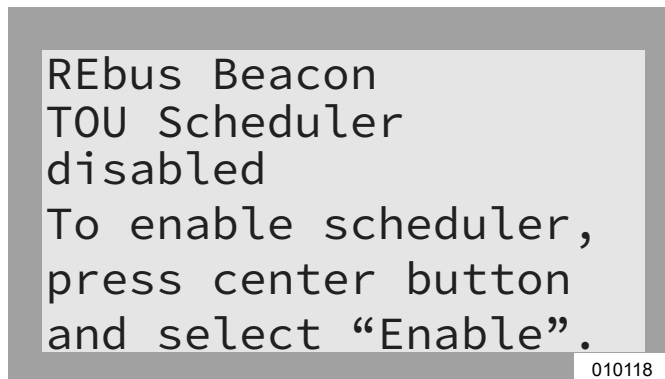 REbus Beacon
TOU Scheduler
disabled
To enable scheduler,
press center button
and select “Enable”.
010118